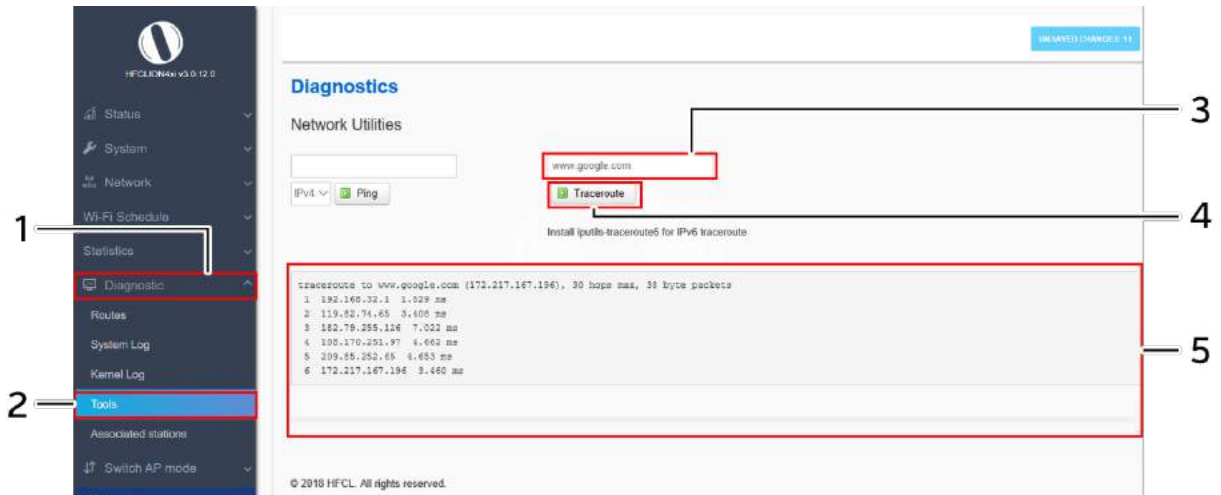 HFCLION4xi v3.0.12.0
UNSAVED CHANGES: 11
Diagnostics
Network Utilities
Status
System
Network
Wi-Fi Schedule
Statistics
Diagnostic
Routes
System Log
Kernel Log
Tools
Associated stations
Switch AP mode
www.google.com
IPv4
Ping
Traceroute
Install iputils-traceroute6 for IPv6 traceroute
traceroute to www.google.com (172.217.167.196), 30 hops max, 38 byte packets
1 192.168.32.1 1.829 ms
2 119.82.74.65 3.408 ms
3 182.79.255.126 7.022 ms
4 108.170.251.97 4.662 ms
5 209.85.252.65 4.653 ms
6 172.217.167.196 3.460 ms
© 2018 HFCL. All rights reserved.
1
2
3
4
5